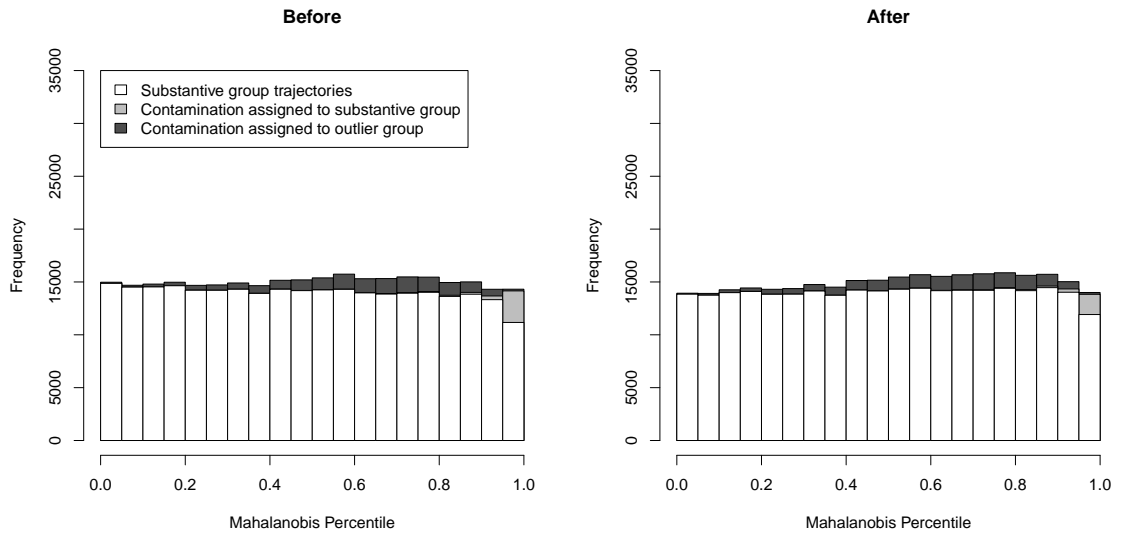 Before
Frequency
0
5000
15000
25000
35000
Substantive group trajectories
Contamination assigned to substantive group
Contamination assigned to outlier group
0.0 0.2 0.4 0.6 0.8 1.0
Mahalanobis Percentile
After
Frequency
0
5000
15000
25000
35000
0.0 0.2 0.4 0.6 0.8 1.0
Mahalanobis Percentile